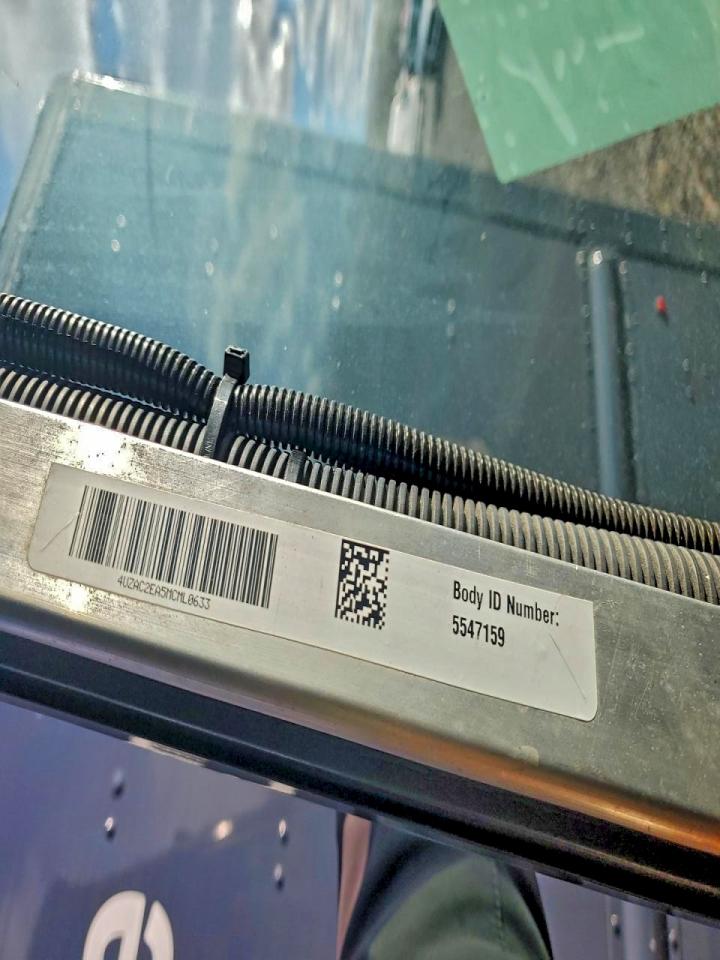 4UZAC2EA5MCML0633
Body ID Number:
5547159
e